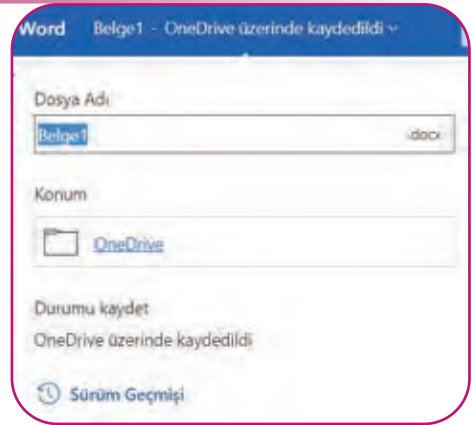 Word Belge1 - OneDrive üzerinde kaydedildi
Dosya Adı
Belge1 .docx
Konum
OneDrive
Durumu kaydet
OneDrive üzerinde kaydedildi
Sürüm Geçmişi